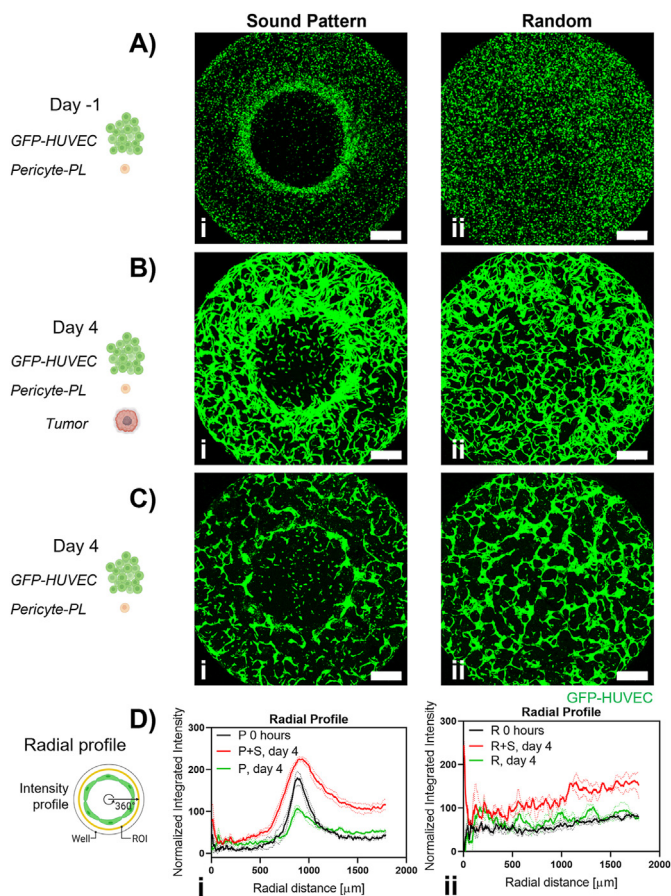 Sound Pattern
Random
A)
Day -1
GFP-HUVEC
Pericyte-PL
i
ii
B)
Day 4
GFP-HUVEC
Pericyte-PL
Tumor
i
ii
C)
Day 4
GFP-HUVEC
Pericyte-PL
i
ii
GFP-HUVEC
D)
Radial profile
Intensity
profile
360°
Well
ROI
Radial Profile
Normalized Integrated Intensity
300
200
100
0
P 0 hours
P+S, day 4
P, day 4
0
500
1000
1500
2000
Radial distance [μm]
i
Radial Profile
Normalized Integrated Intensity
300
200
100
0
R 0 hours
R+S, day 4
R, day 4
0
500
1000
1500
2000
Radial distance [μm]
ii